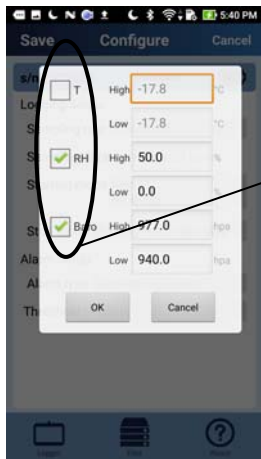 5:40 PM
Save Configure Cancel
s/n
T High -17.8 °C
Low -17.8 °C
RH High 50.0 %
Low 0.0 %
Baro High 977.0 hpa
Low 940.0 hpa
OK Cancel